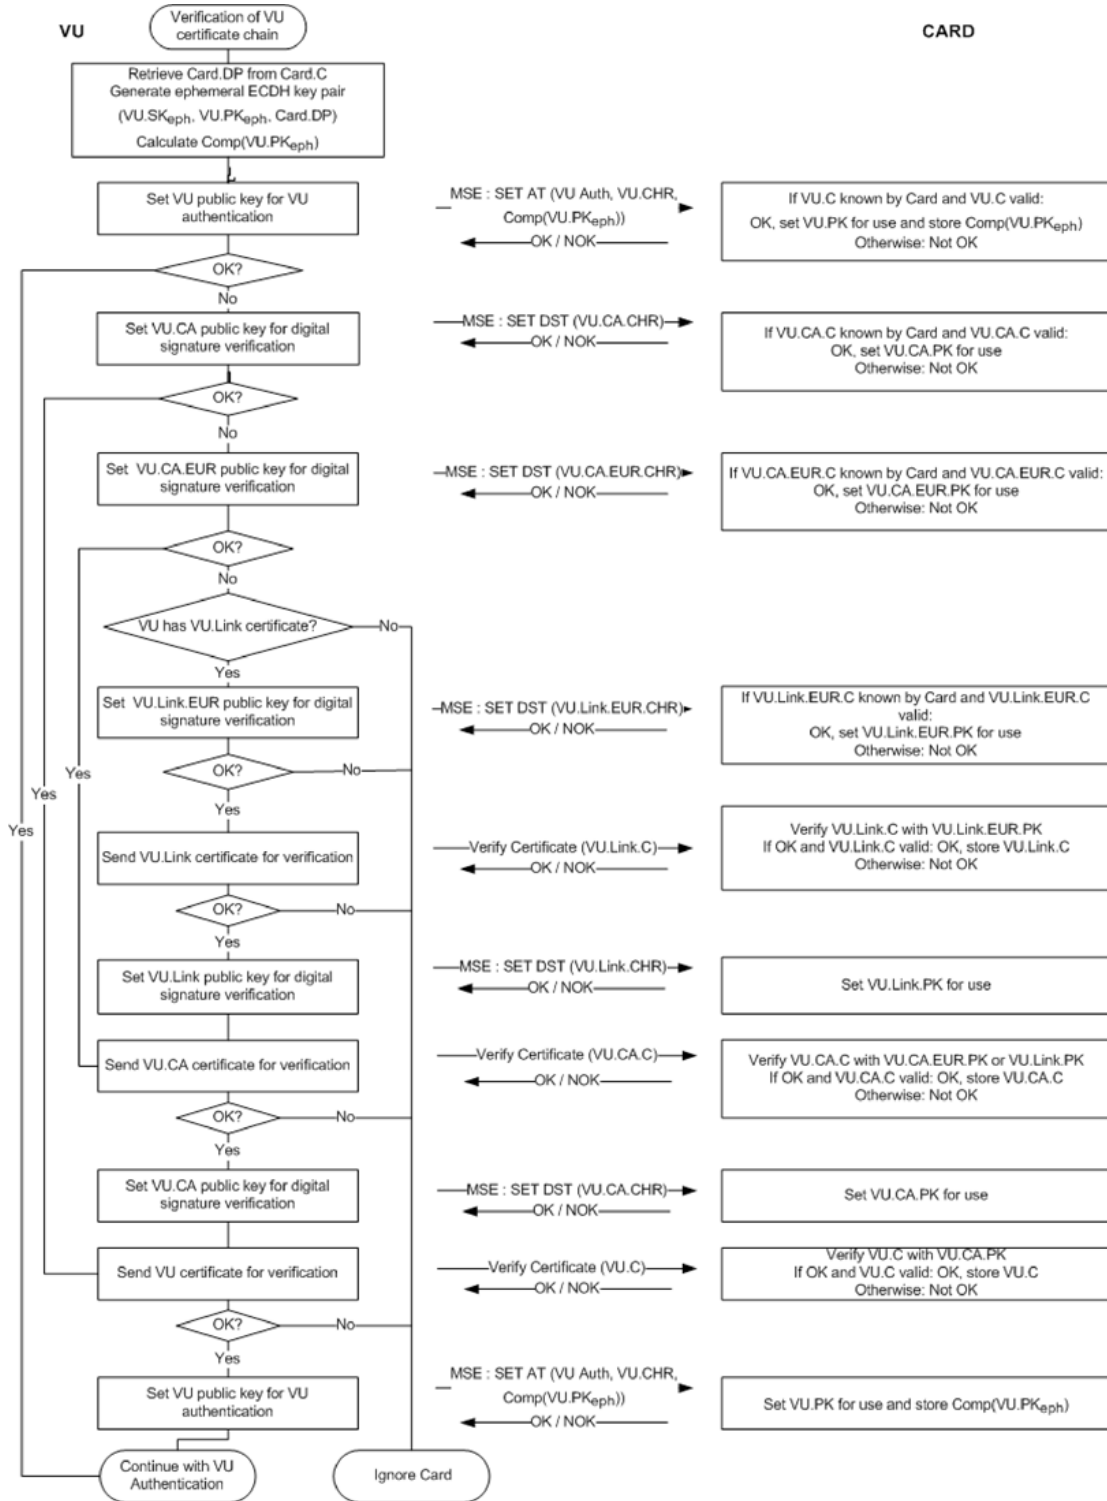 VU
Verification of VU
certificate chain
CARD
Retrieve Card.DP from Card.C
Generate ephemeral ECDH key pair
(VU.SKeph, VU.PKeph, Card.DP)
Calculate Comp(VU.PKeph)
Set VU public key for VU
authentication
MSE : SET AT (VU Auth, VU.CHR,
Comp(VU.PKeph))
OK / NOK
If VU.C known by Card and VU.C valid:
OK, set VU.PK for use and store Comp(VU.PKeph)
Otherwise: Not OK
OK?
No
Set VU.CA public key for digital
signature verification
MSE : SET DST (VU.CA.CHR)
OK / NOK
If VU.CA.C known by Card and VU.CA.C valid:
OK, set VU.CA.PK for use
Otherwise: Not OK
OK?
No
Set VU.CA.EUR public key for digital
signature verification
MSE : SET DST (VU.CA.EUR.CHR)
OK / NOK
If VU.CA.EUR.C known by Card and VU.CA.EUR.C valid:
OK, set VU.CA.EUR.PK for use
Otherwise: Not OK
OK?
No
VU has VU.Link certificate?
No
Yes
Set VU.Link.EUR public key for digital
signature verification
MSE : SET DST (VU.Link.EUR.CHR)
OK / NOK
If VU.Link.EUR.C known by Card and VU.Link.EUR.C
valid:
OK, set VU.Link.EUR.PK for use
Otherwise: Not OK
OK?
No
Yes
Yes
Yes
Yes
Send VU.Link certificate for verification
Verify Certificate (VU.Link.C)
OK / NOK
Verify VU.Link.C with VU.Link.EUR.PK
If OK and VU.Link.C valid: OK, store VU.Link.C
Otherwise: Not OK
OK?
No
Yes
Set VU.Link public key for digital
signature verification
MSE : SET DST (VU.Link.CHR)
OK / NOK
Set VU.Link.PK for use
Send VU.CA certificate for verification
Verify Certificate (VU.CA.C)
OK / NOK
Verify VU.CA.C with VU.CA.EUR.PK or VU.Link.PK
If OK and VU.CA.C valid: OK, store VU.CA.C
Otherwise: Not OK
OK?
No
Yes
Set VU.CA public key for digital
signature verification
MSE : SET DST (VU.CA.CHR)
OK / NOK
Set VU.CA.PK for use
Send VU certificate for verification
Verify Certificate (VU.C)
OK / NOK
Verify VU.C with VU.CA.PK
If OK and VU.C valid: OK, store VU.C
Otherwise: Not OK
OK?
No
Yes
Set VU public key for VU
authentication
MSE : SET AT (VU Auth, VU.CHR,
Comp(VU.PKeph))
OK / NOK
Set VU.PK for use and store Comp(VU.PKeph)
Continue with VU
Authentication
Ignore Card